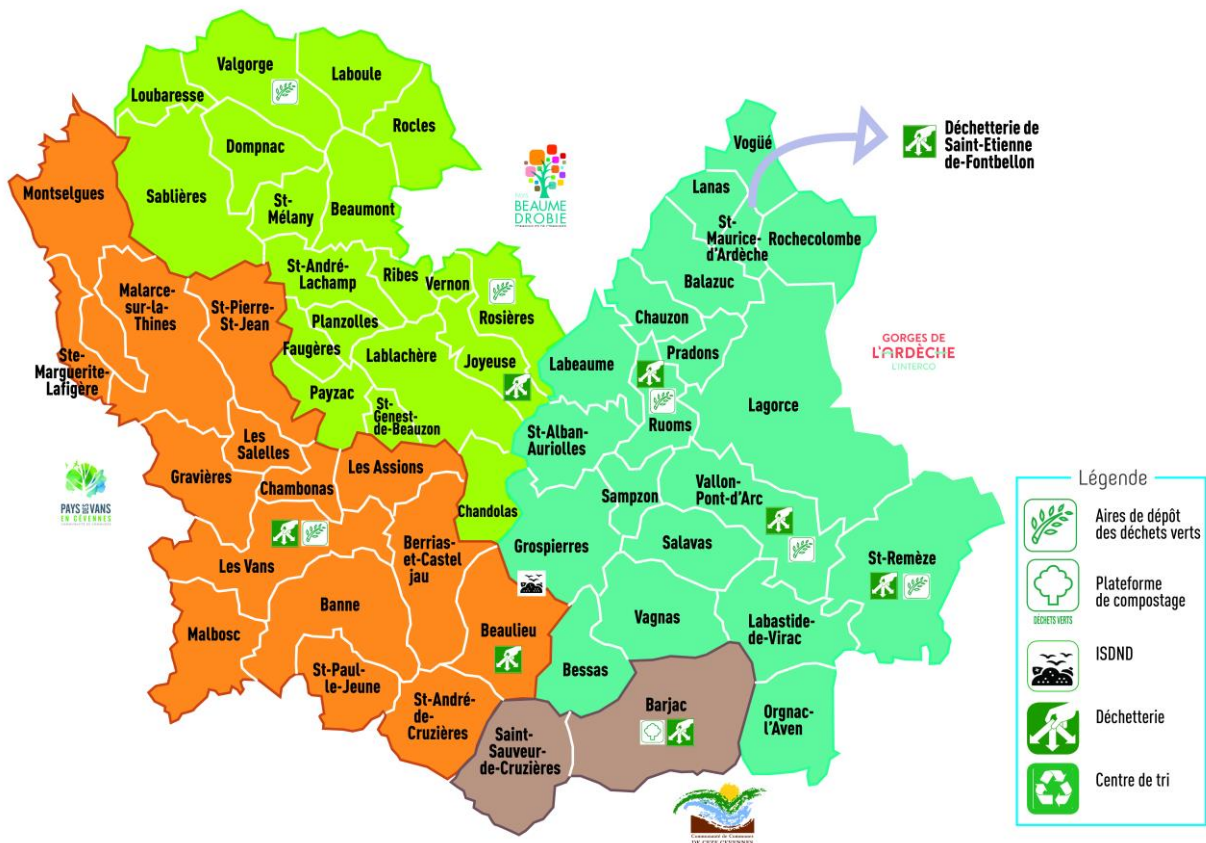 Valgorge
Laboule
Loubaresse
Rocles
Dompnac
Sablières
St-
Mélany
Beaumont
Montselgues
St-André-
Lachamp
Ribes
Vernon
Rosières
Planzolles
Faugères
Lablachère
Joyeuse
Payzac
St-
Genest-
de-Beauzon
Chandolas
Malarce-
sur-la-
Thines
St-Pierre-
St-Jean
Ste-
Marguerite-
Lafigère
Les
Salelles
Les Assions
Gravières
Chambonas
Les Vans
Berrias-
et-Castel
jau
Banne
Malbosc
Beaulieu
St-Paul-
le-Jeune
St-André-
de-
Cruzières
Saint-
Sauveur-
de-Cruzières
Barjac
Vogüé
Lanas
St-
Maurice-
d'Ardèche
Rochecolombe
Balazuc
Chauzon
Pradons
Labeaume
Lagorce
Ruoms
St-Alban-
Auriolles
Sampzon
Vallon-
Pont-d'Arc
Grospierres
Salavas
St-Remèze
Vagnas
Labastide-
de-Virac
Bessas
Orgnac-
l'Aven
Déchetterie de
Saint-Etienne
de-Fontbellon
BEAUME
DROBIE
GORGES DE
L'ARDÈCHE
L'INTERCO
PAYS DES VANS
EN CÉVENNES
Communauté de Communes
DE CEZE CEVENNES
Légende
Aires de dépôt
des déchets verts
Plateforme
de compostage
DÉCHETS VERTS
ISDND
Déchetterie
Centre de tri